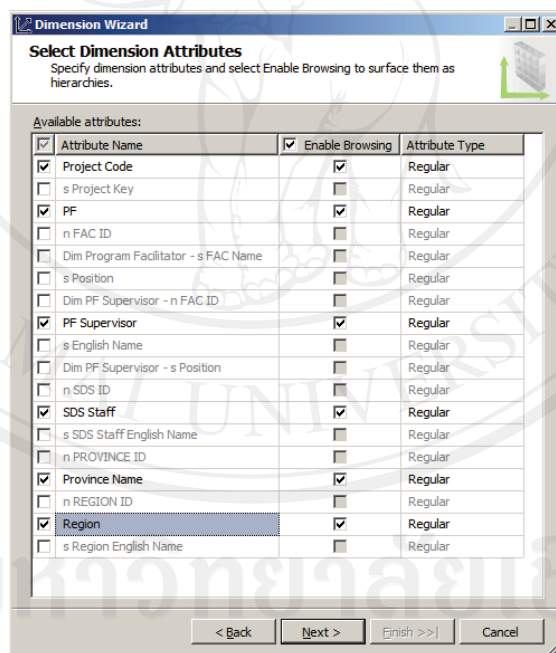 Dimension Wizard
Select Dimension Attributes
Specify dimension attributes and select Enable Browsing to surface them as
hierarchies.
Available attributes:
Attribute Name Enable Browsing Attribute Type
Project Code Regular
s Project Key Regular
PF Regular
n FAC ID Regular
Dim Program Facilitator - s FAC Name Regular
s Position Regular
Dim PF Supervisor - n FAC ID Regular
PF Supervisor Regular
s English Name Regular
Dim PF Supervisor - s Position Regular
n SDS ID Regular
SDS Staff Regular
s SDS Staff English Name Regular
n PROVINCE ID Regular
Province Name Regular
n REGION ID Regular
Region Regular
s Region English Name Regular
< Back Next > Finish >>| Cancel